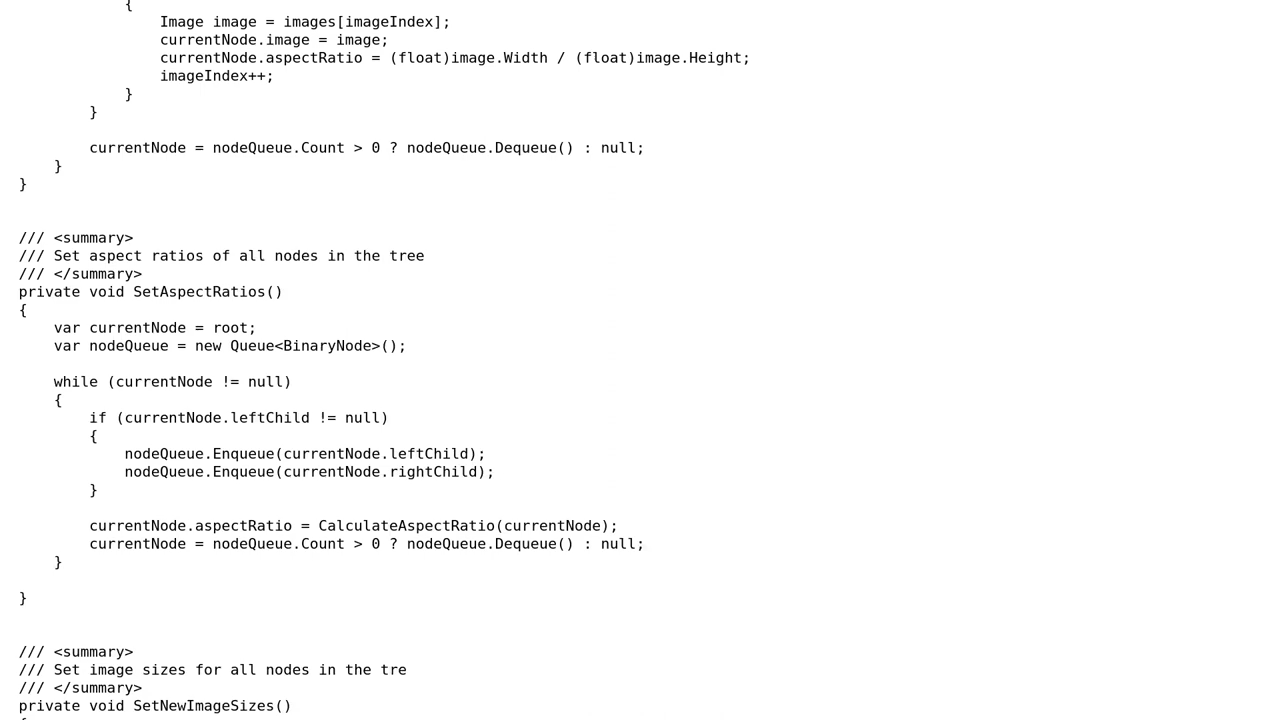 {
Image image = images[imageIndex];
currentNode.image = image;
currentNode.aspectRatio = (float)image.Width / (float)image.Height;
imageIndex++;
}
}
currentNode = nodeQueue.Count > 0 ? nodeQueue.Dequeue() : null;
}
}
/// <summary>
/// Set aspect ratios of all nodes in the tree
/// </summary>
private void SetAspectRatios()
{
var currentNode = root;
var nodeQueue = new Queue<BinaryNode>();
while (currentNode != null)
{
if (currentNode.leftChild != null)
{
nodeQueue.Enqueue(currentNode.leftChild);
nodeQueue.Enqueue(currentNode.rightChild);
}
currentNode.aspectRatio = CalculateAspectRatio(currentNode);
currentNode = nodeQueue.Count > 0 ? nodeQueue.Dequeue() : null;
}
}
/// <summary>
/// Set image sizes for all nodes in the tre
/// </summary>
private void SetNewImageSizes()
{